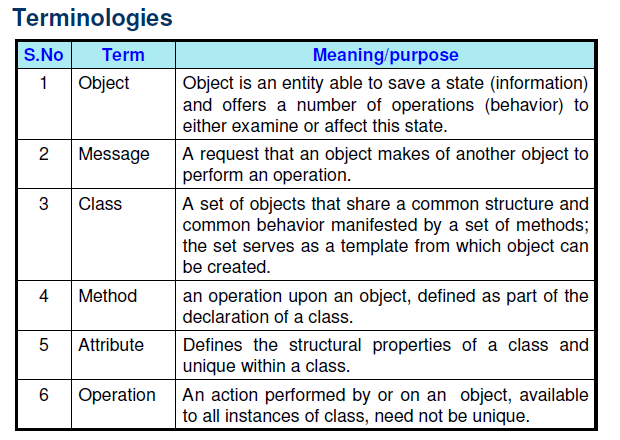 Terminologies
S.No Term Meaning/purpose
1 Object Object is an entity able to save a state (information)
and offers a number of operations (behavior) to
either examine or affect this state.
2 Message A request that an object makes of another object to
perform an operation.
3 Class A set of objects that share a common structure and
common behavior manifested by a set of methods;
the set serves as a template from which object can
be created.
4 Method an operation upon an object, defined as part of the
declaration of a class.
5 Attribute Defines the structural properties of a class and
unique within a class.
6 Operation An action performed by or on an object, available
to all instances of class, need not be unique.